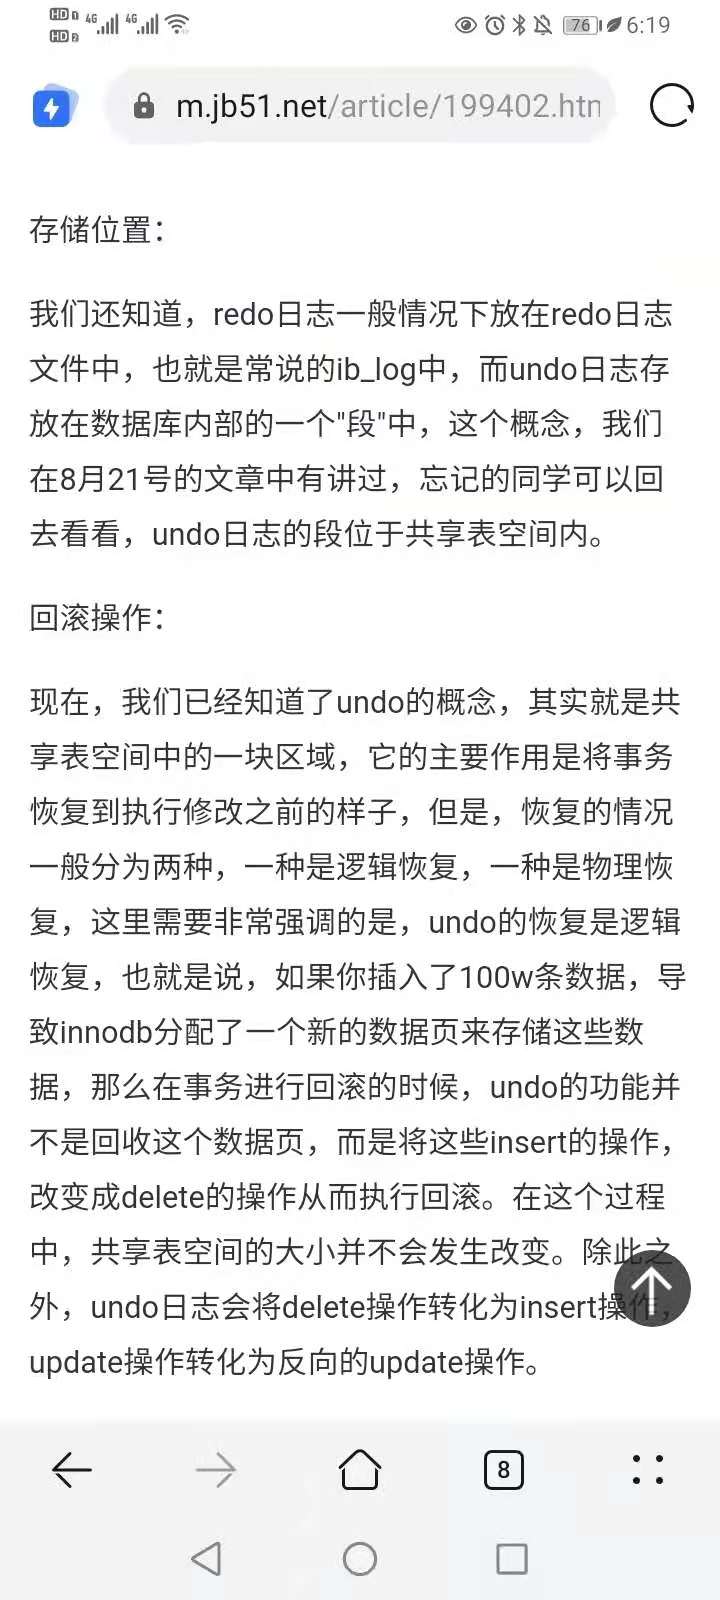 HD 1 4G 4G 76 6:19
HD 2
m.jb51.net/article/199402.htm
存储位置：
我们还知道，redo日志一般情况下放在redo日志
文件中，也就是常说的ib_log中，而undo日志存
放在数据库内部的一个"段"中，这个概念，我们
在8月21号的文章中有讲过，忘记的同学可以回
去看看，undo日志的段位于共享表空间内。
回滚操作：
现在，我们已经知道了undo的概念，其实就是共
享表空间中的一块区域，它的主要作用是将事务
恢复到执行修改之前的样子，但是，恢复的情况
一般分为两种，一种是逻辑恢复，一种是物理恢
复，这里需要非常强调的是，undo的恢复是逻辑
恢复，也就是说，如果你插入了100w条数据，导
致innodb分配了一个新的数据页来存储这些数
据，那么在事务进行回滚的时候，undo的功能并
不是回收这个数据页，而是将这些insert的操作，
改变成delete的操作从而执行回滚。在这个过程
中，共享表空间的大小并不会发生改变。除此之
外，undo日志会将delete操作转化为insert操作，
update操作转化为反向的update操作。
8